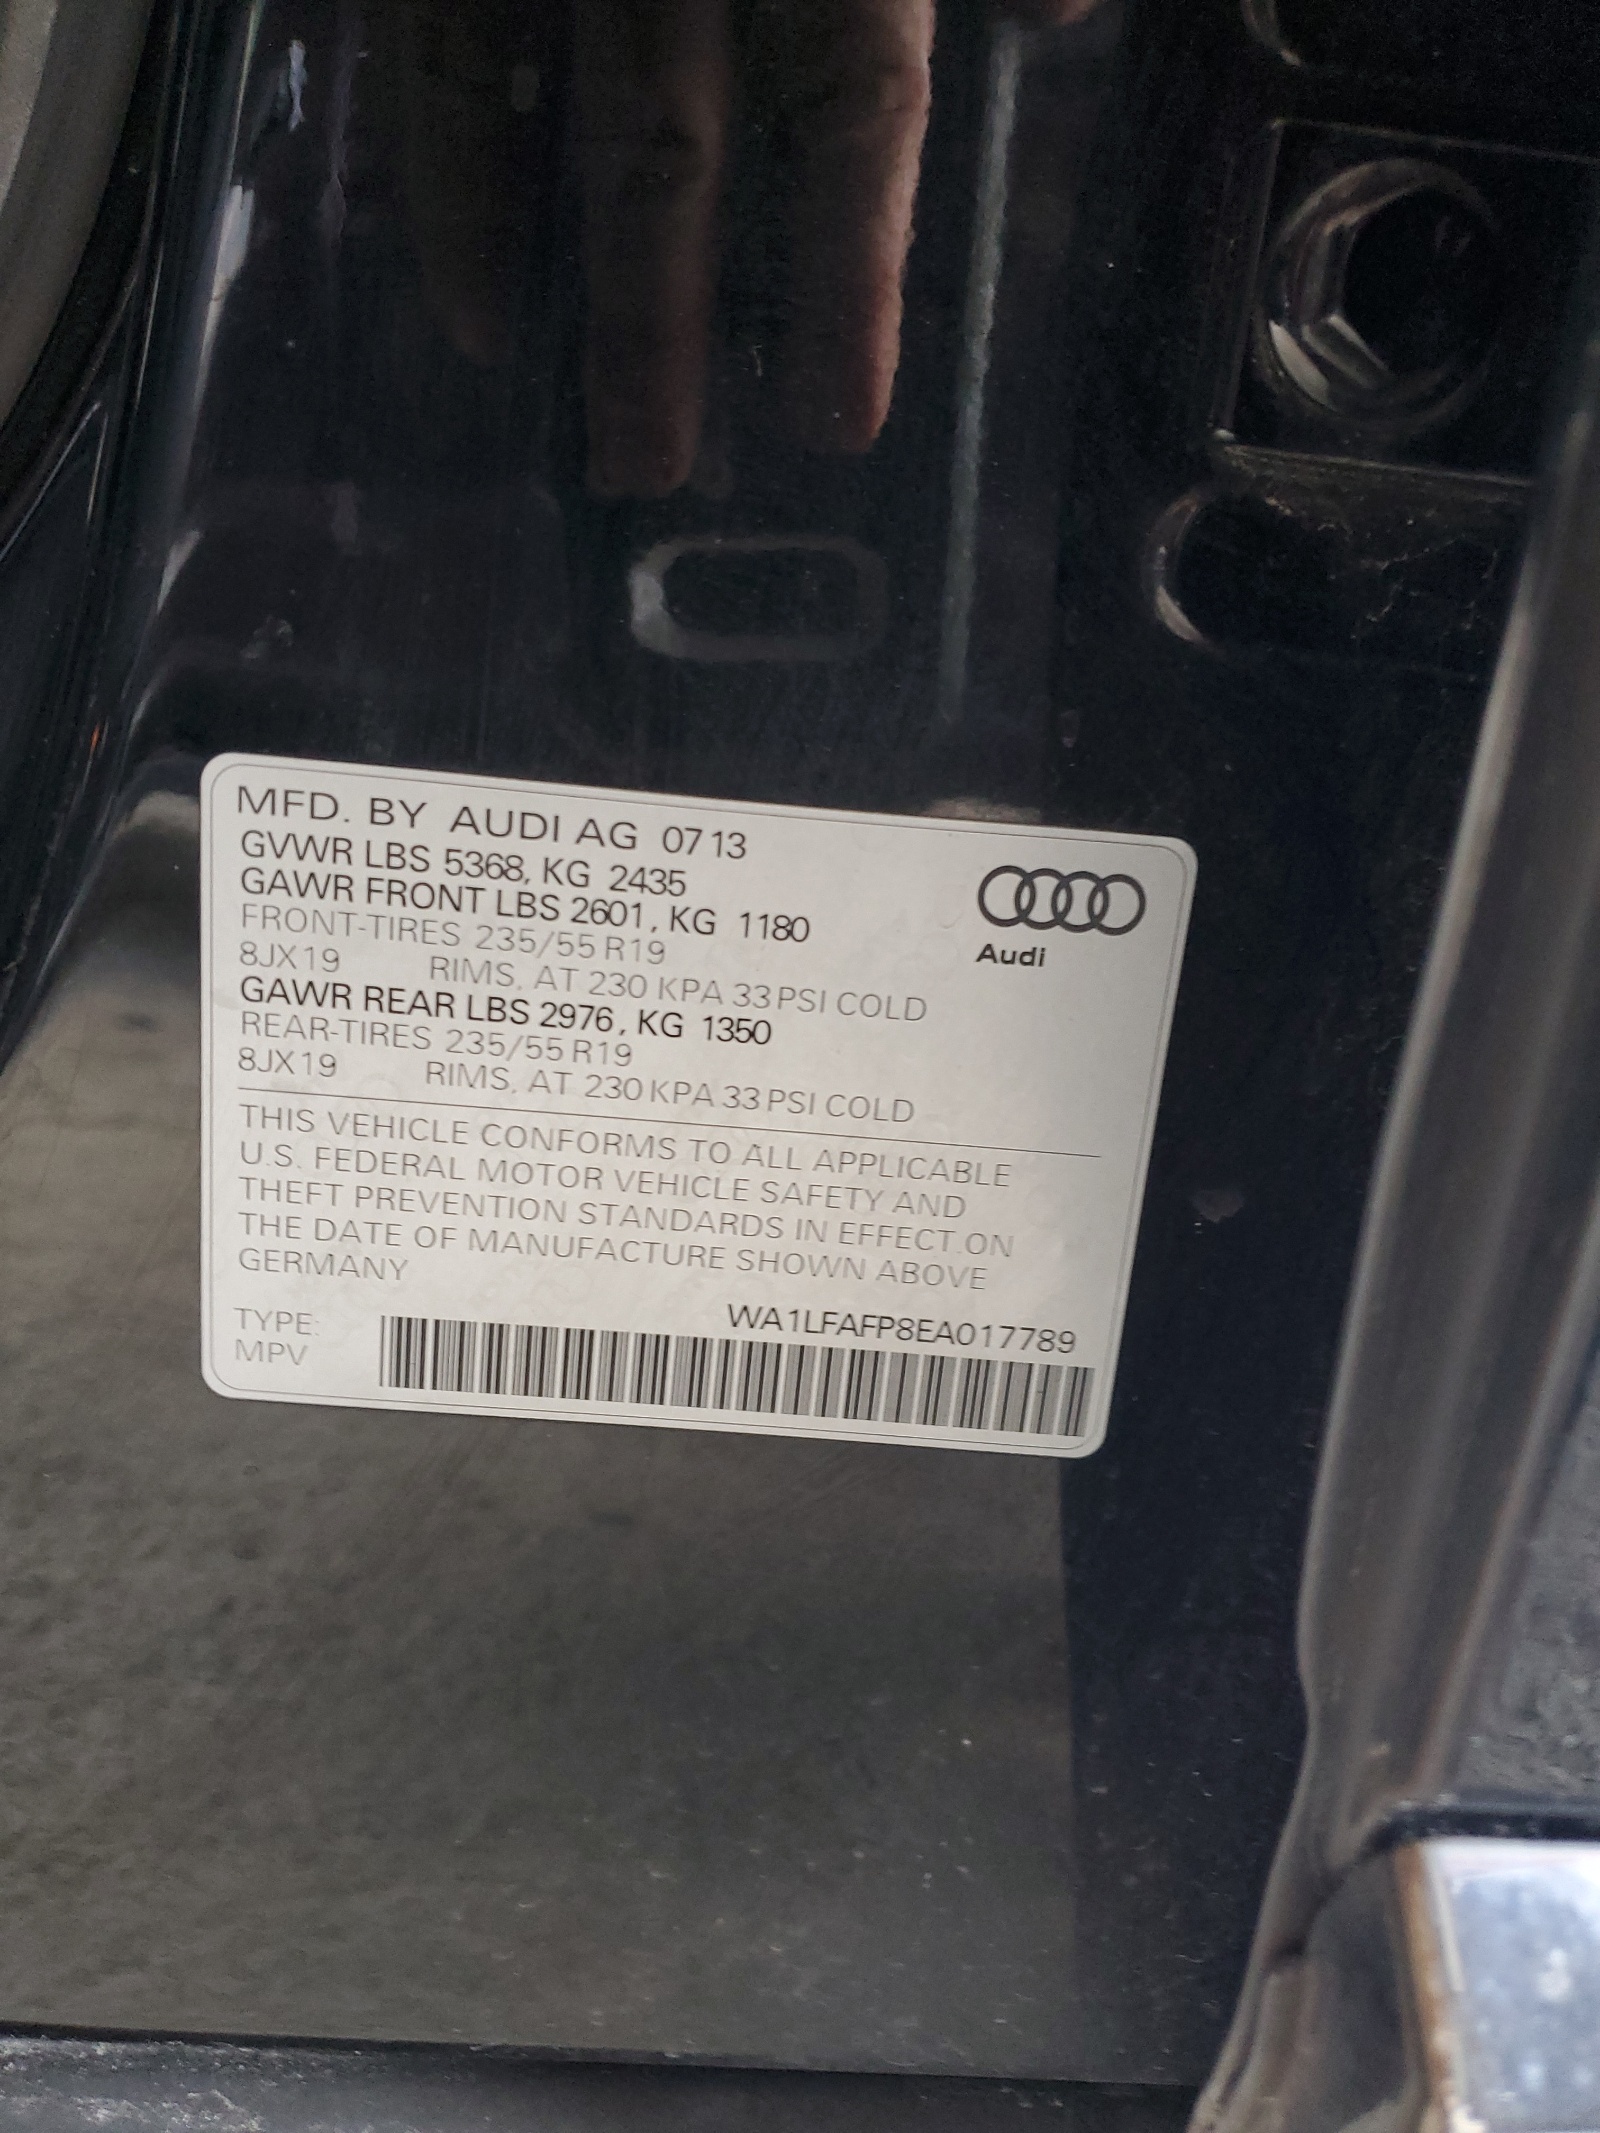 MFD. BY AUDI AG 07 13
GVWR LBS 5368, KG 2435
GAWR FRONT LBS 2601, KG 1180
FRONT-TIRES 235/55 R19
8JX19 RIMS, AT 230 KPA 33 PSI COLD
GAWR REAR LBS 2976, KG 1350
REAR-TIRES 235/55 R19
8JX19 RIMS, AT 230 KPA 33 PSI COLD
Audi
THIS VEHICLE CONFORMS TO ALL APPLICABLE
U.S. FEDERAL MOTOR VEHICLE SAFETY AND
THEFT PREVENTION STANDARDS IN EFFECT ON
THE DATE OF MANUFACTURE SHOWN ABOVE
GERMANY
WA1LFAFP8EA017789
TYPE:
MPV